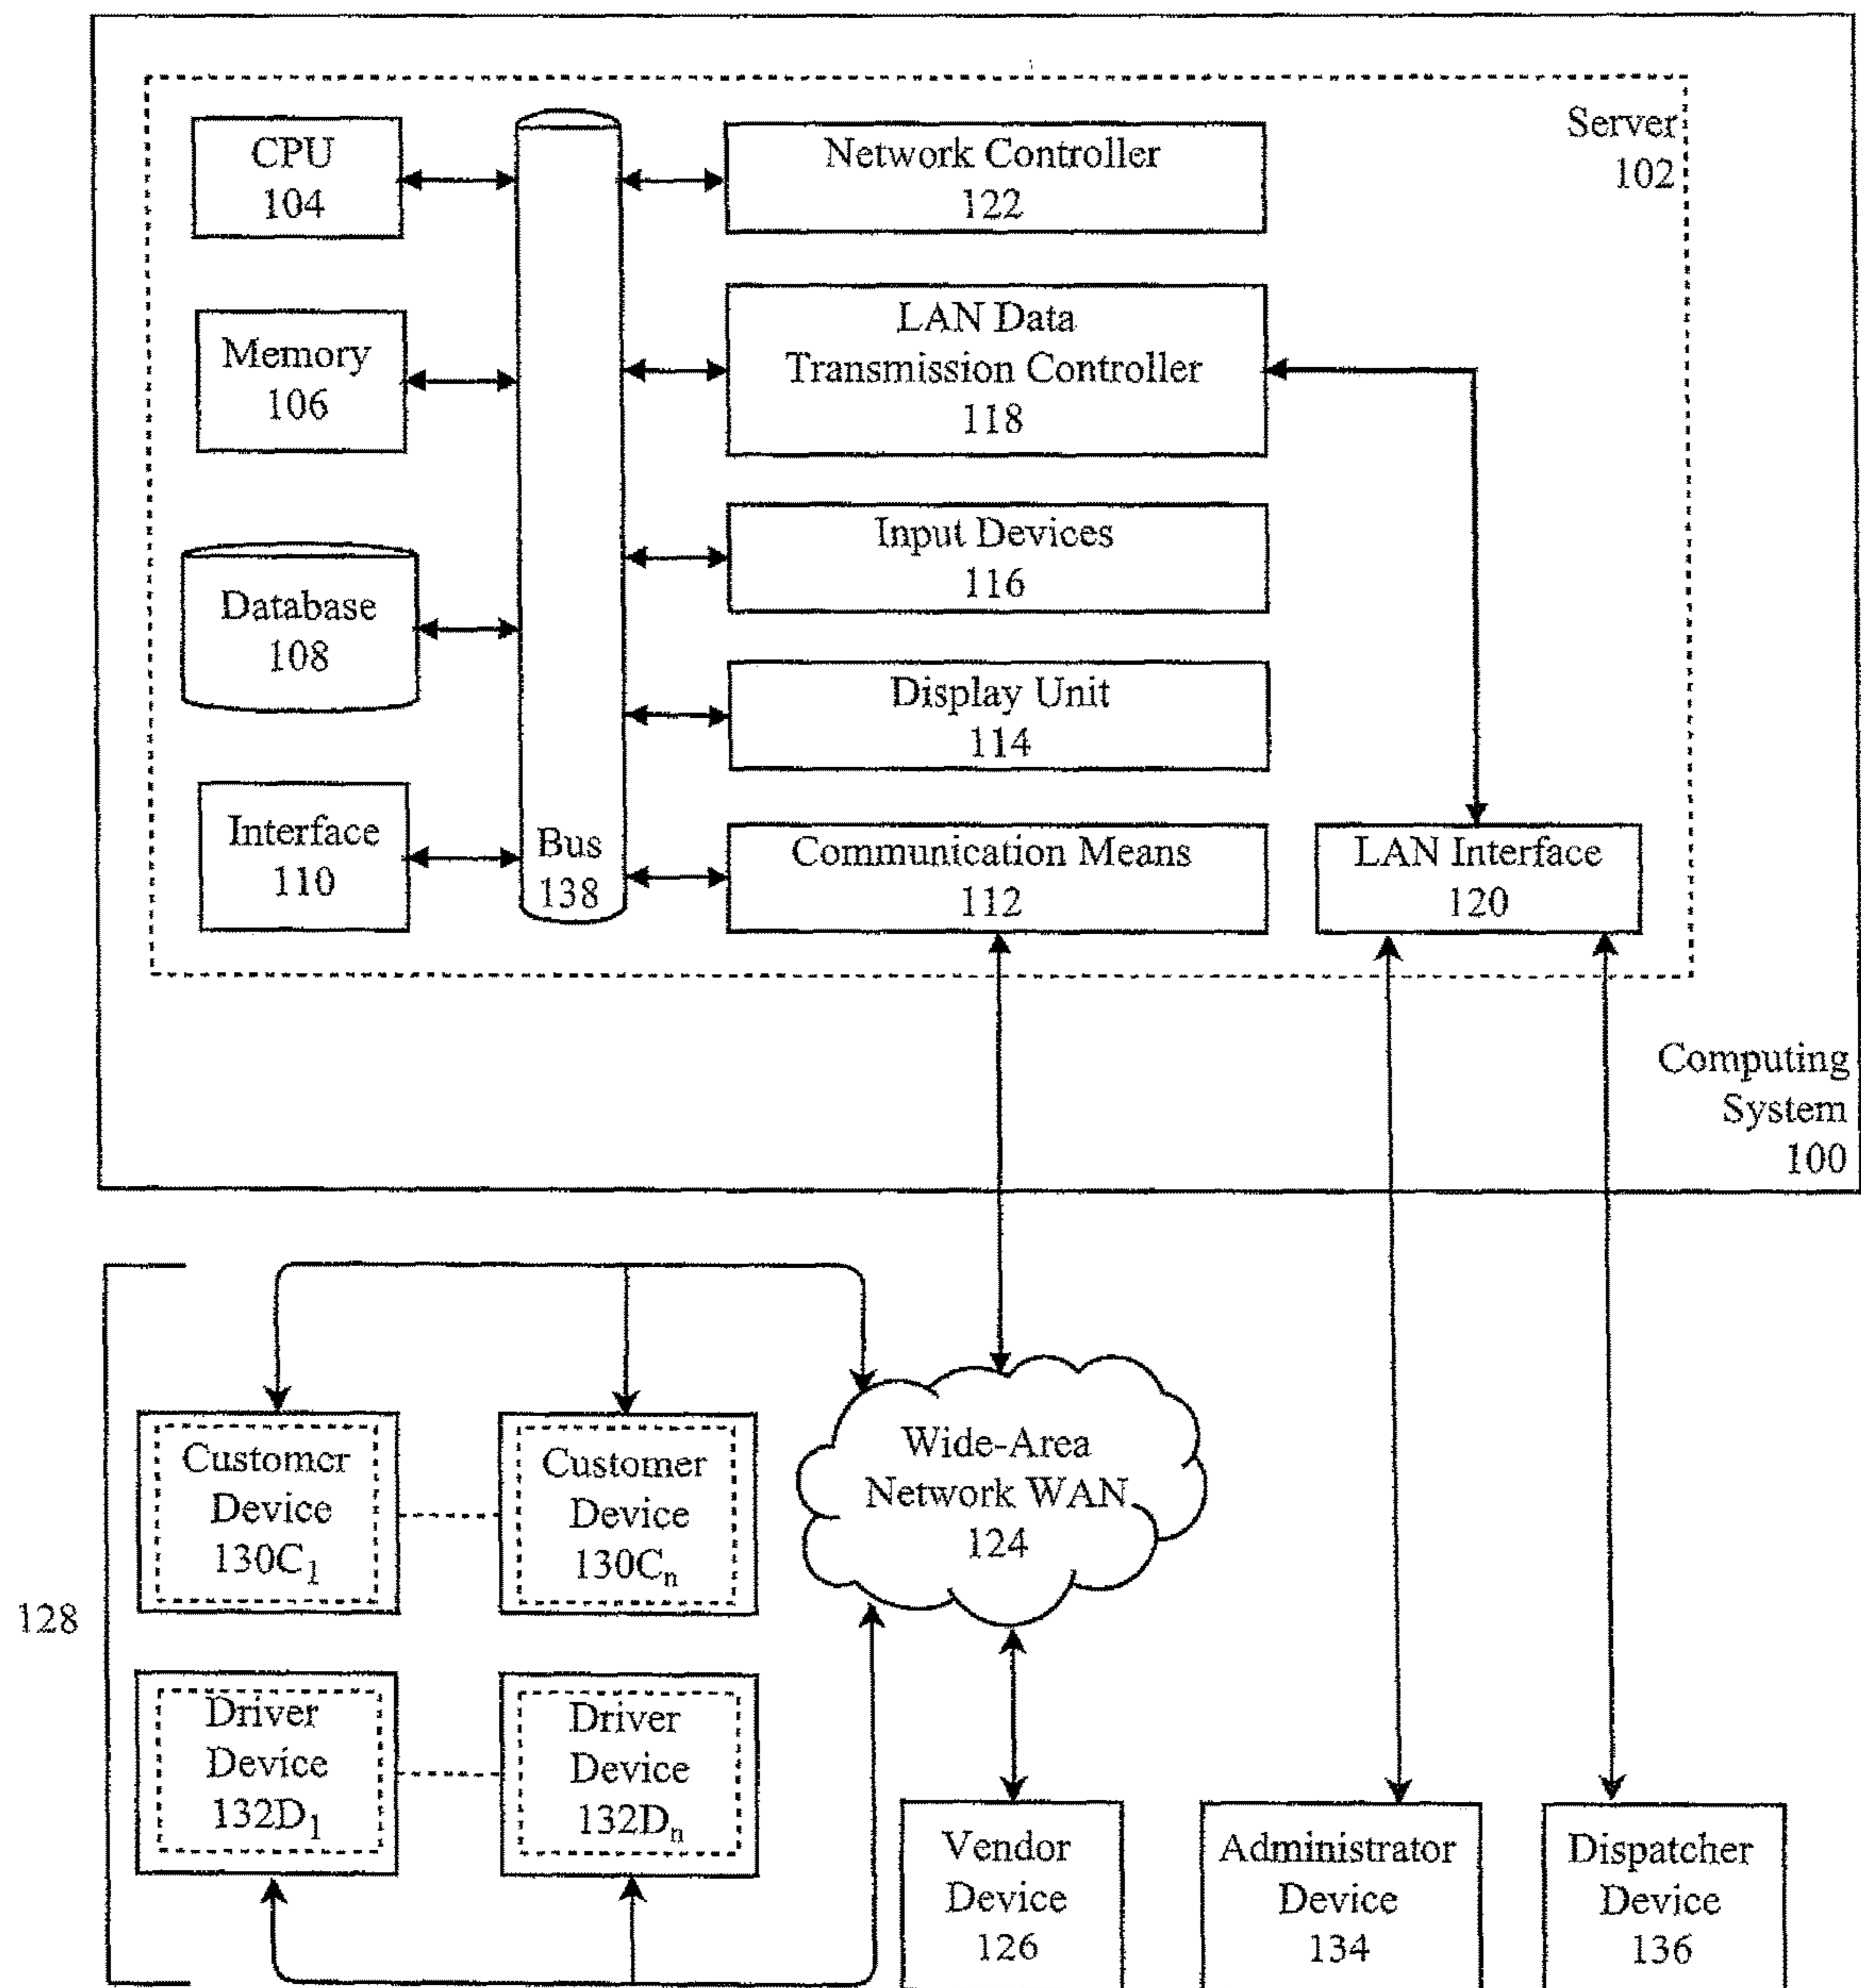 Server
102
CPU
104
Network Controller
122
Memory
106
LAN Data
Transmission Controller
118
Input Devices
116
Database
108
Display Unit
114
Interface
110
Bus
138
Communication Means
112
LAN Interface
120
Computing
System
100
Customer
Device
130C₁
Customer
Device
130Cₙ
Wide-Area
Network WAN
124
128
Driver
Device
132D₁
Driver
Device
132Dₙ
Vendor
Device
126
Administrator
Device
134
Dispatcher
Device
136